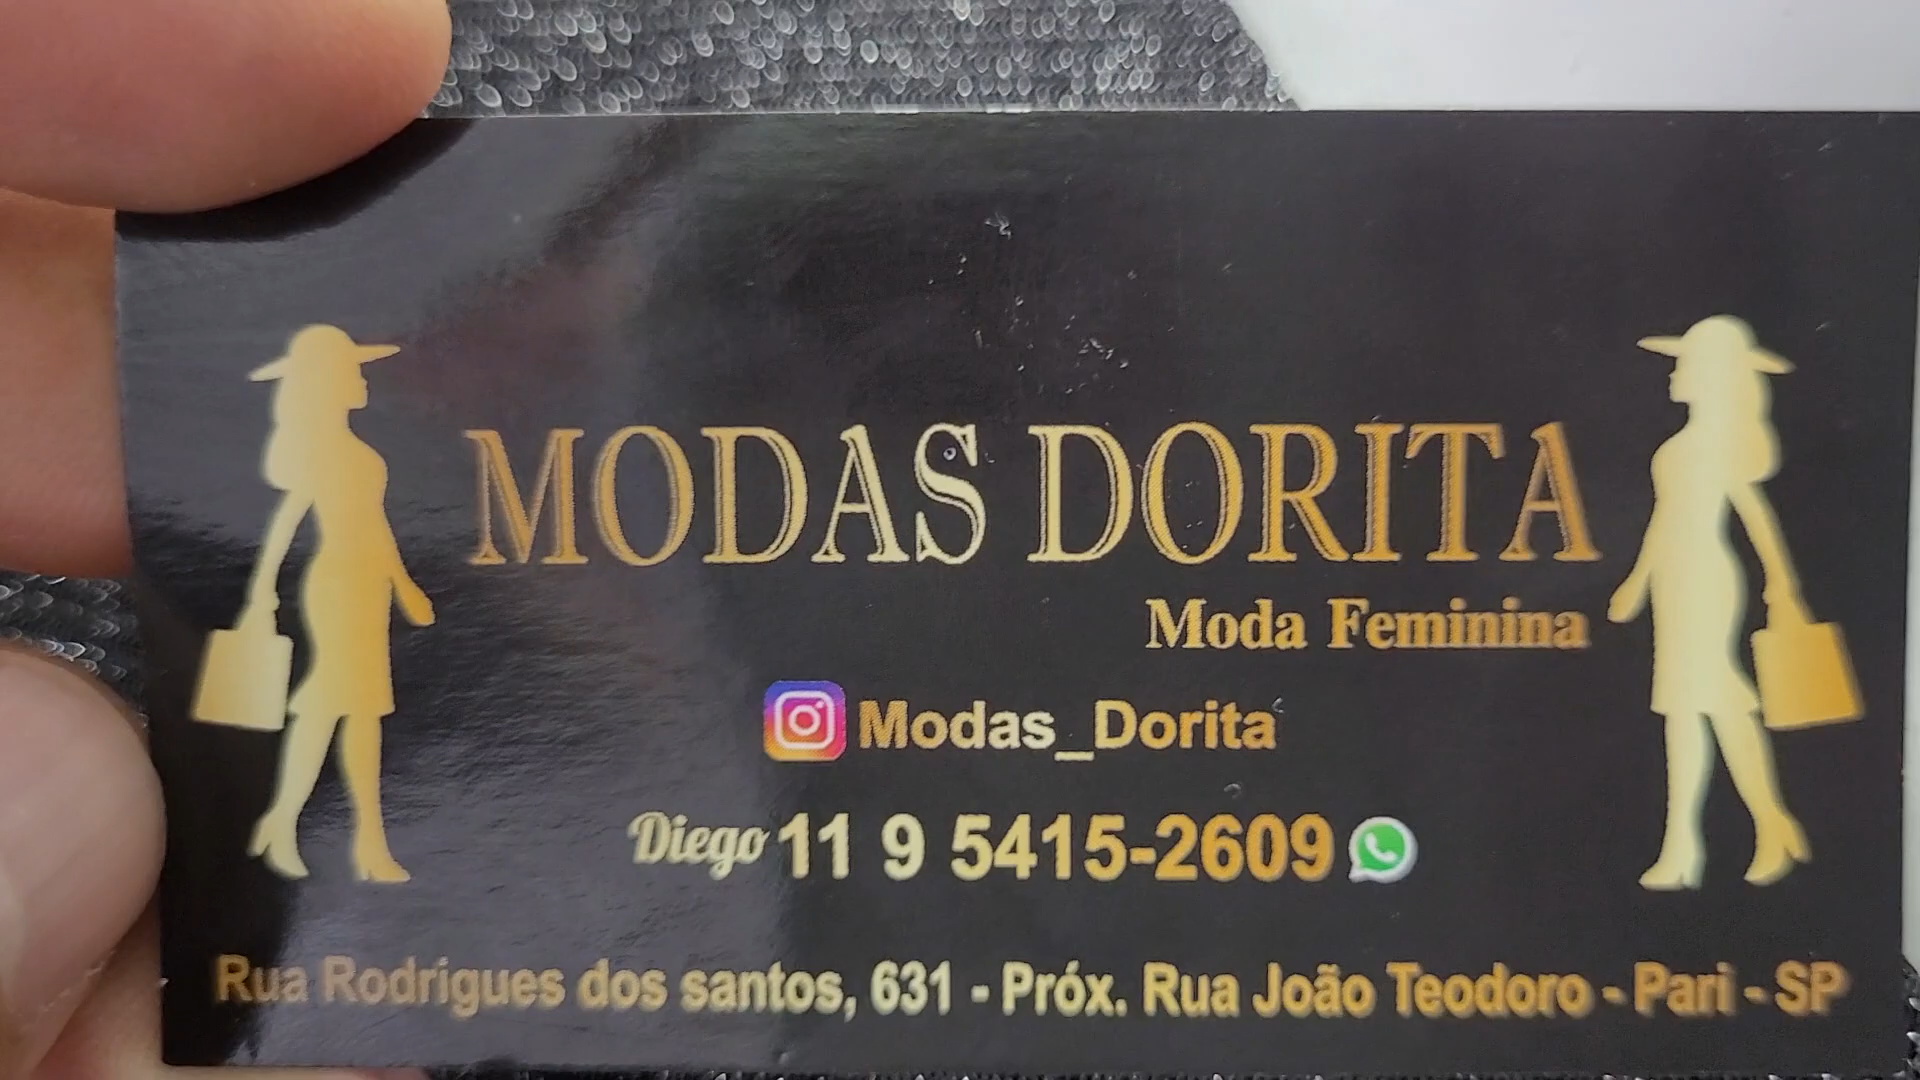 MODAS DORITA
Moda Feminina
Modas_Dorita
Diego 11 9 5415-2609
Rua Rodrigues dos santos, 631 - Próx. Rua João Teodoro - Pari - SP